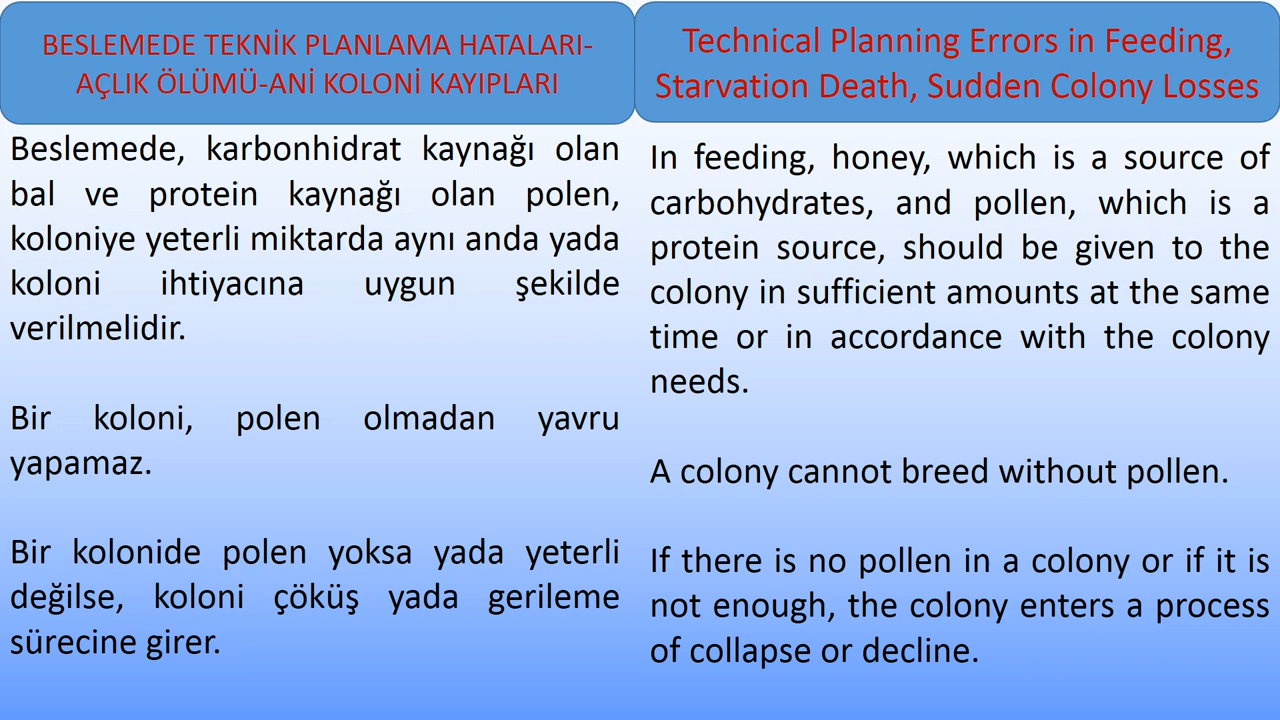 BESLEMEDE TEKNİK PLANLAMA HATALARI-
AÇLIK ÖLÜMÜ-ANİ KOLONİ KAYIPLARI
Beslemede, karbonhidrat kaynağı olan
bal ve protein kaynağı olan polen,
koloniye yeterli miktarda aynı anda yada
koloni ihtiyacına uygun şekilde
verilmelidir.
Bir koloni, polen olmadan yavru
yapamaz.
Bir kolonide polen yoksa yada yeterli
değilse, koloni çöküş yada gerileme
sürecine girer.
Technical Planning Errors in Feeding,
Starvation Death, Sudden Colony Losses
In feeding, honey, which is a source of
carbohydrates, and pollen, which is a
protein source, should be given to the
colony in sufficient amounts at the same
time or in accordance with the colony
needs.
A colony cannot breed without pollen.
If there is no pollen in a colony or if it is
not enough, the colony enters a process
of collapse or decline.